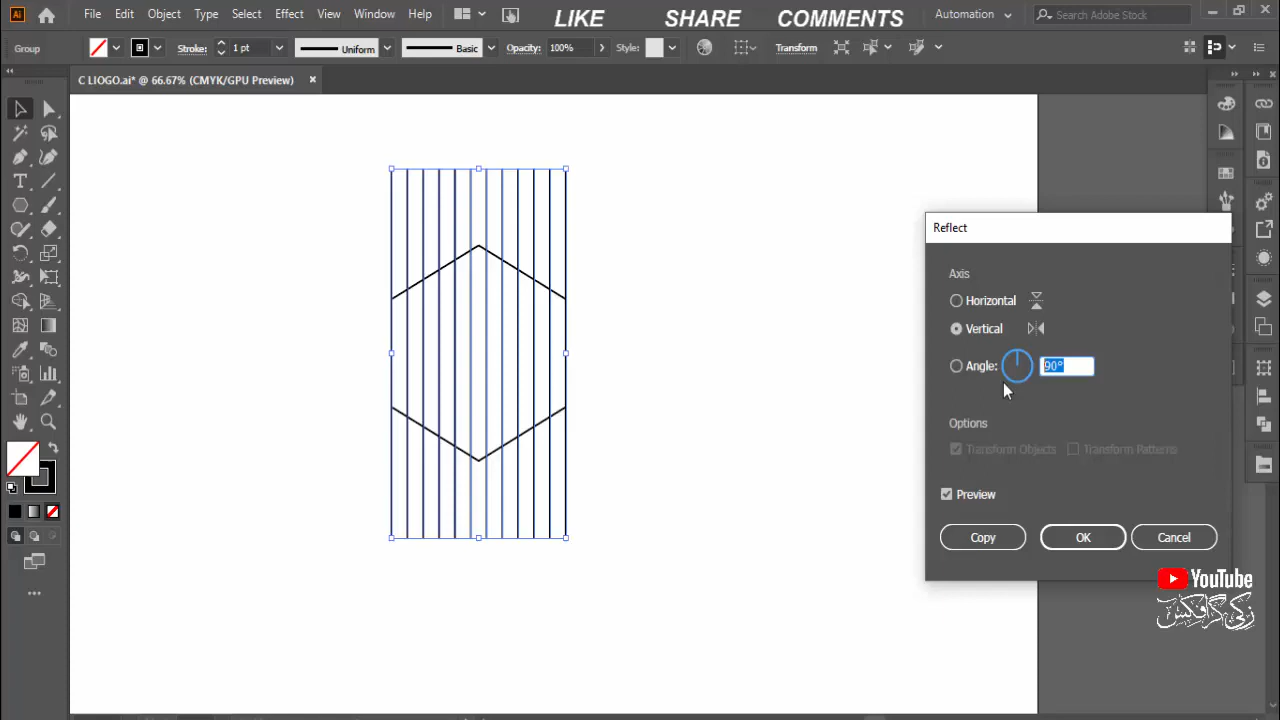 Ai
File Edit Object Type Select Effect View Window Help
LIKE SHARE COMMENTS
Automation
Search Adobe Stock
Group
Stroke: 1 pt
Uniform
Basic
Opacity: 100%
Style:
Transform
C LIOGO.ai* @ 66.67% (CMYK/GPU Preview)
Reflect
Axis
Horizontal
Vertical
Angle: 90°
Options
Transform Objects Transform Patterns
Preview
Copy OK Cancel
YouTube
زکی گرافکس